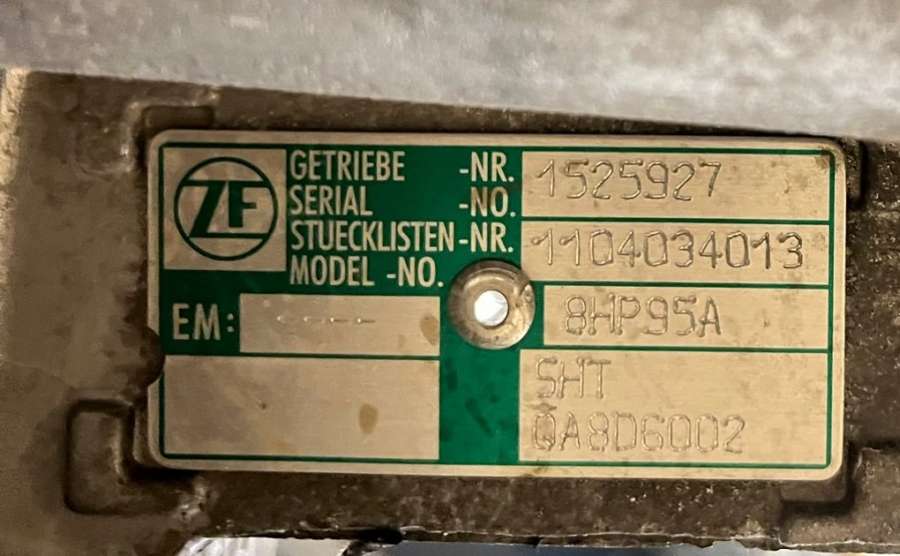 ZF
GETRIEBE -NR. 1525927
SERIAL -NO.
STUECKLISTEN-NR. 1104034013
MODEL -NO.
EM: ---- 8HP95A
SHT
QA8D6002